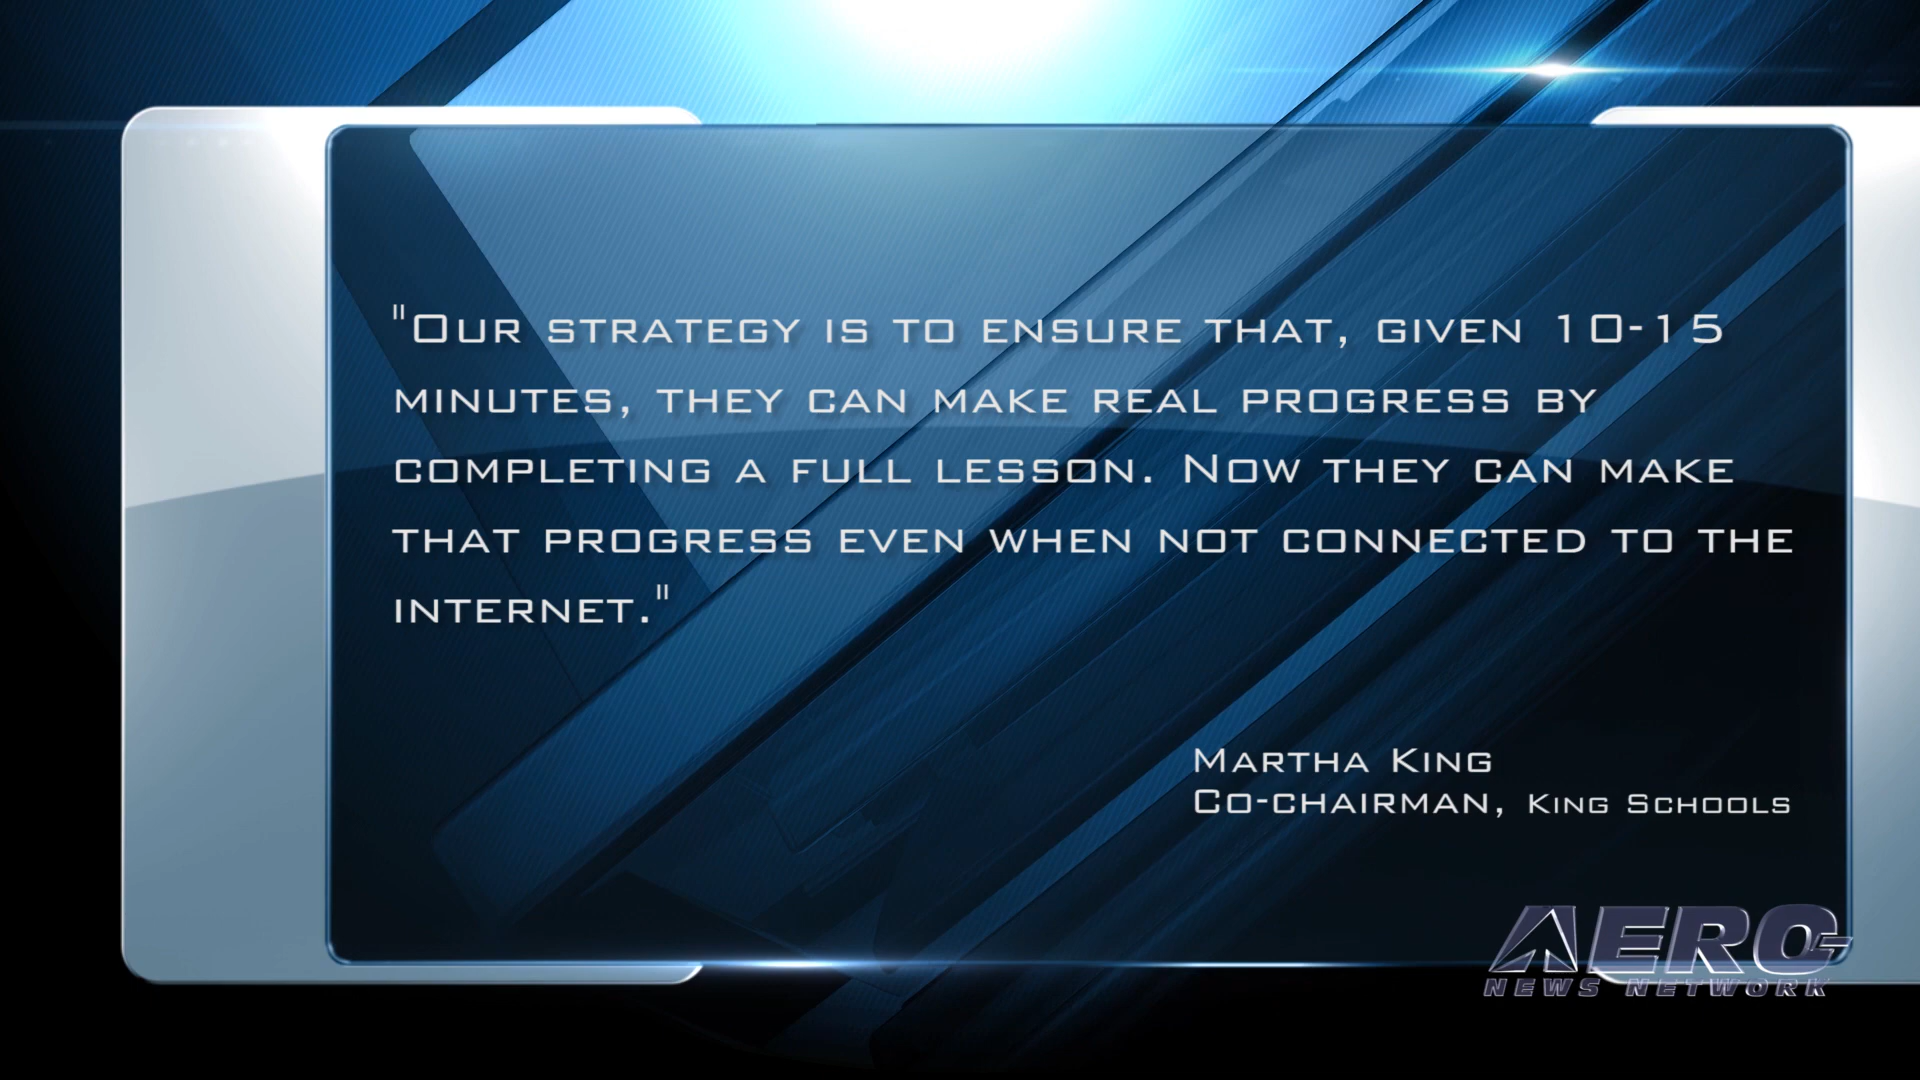 "Our strategy is to ensure that, given 10-15
minutes, they can make real progress by
completing a full lesson. Now they can make
that progress even when not connected to the
internet."
Martha King
Co-chairman, King Schools
AERO-
NEWS NETWORK